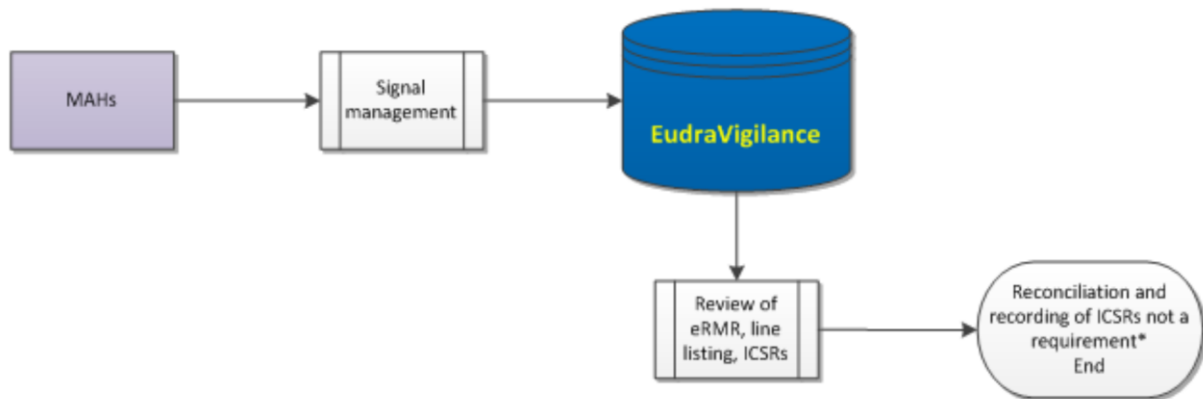 MAHs
Signal
management
EudraVigilance
Review of
eRMR, line
listing, ICSRs
Reconciliation and
recording of ICSRs not a
requirement*
End